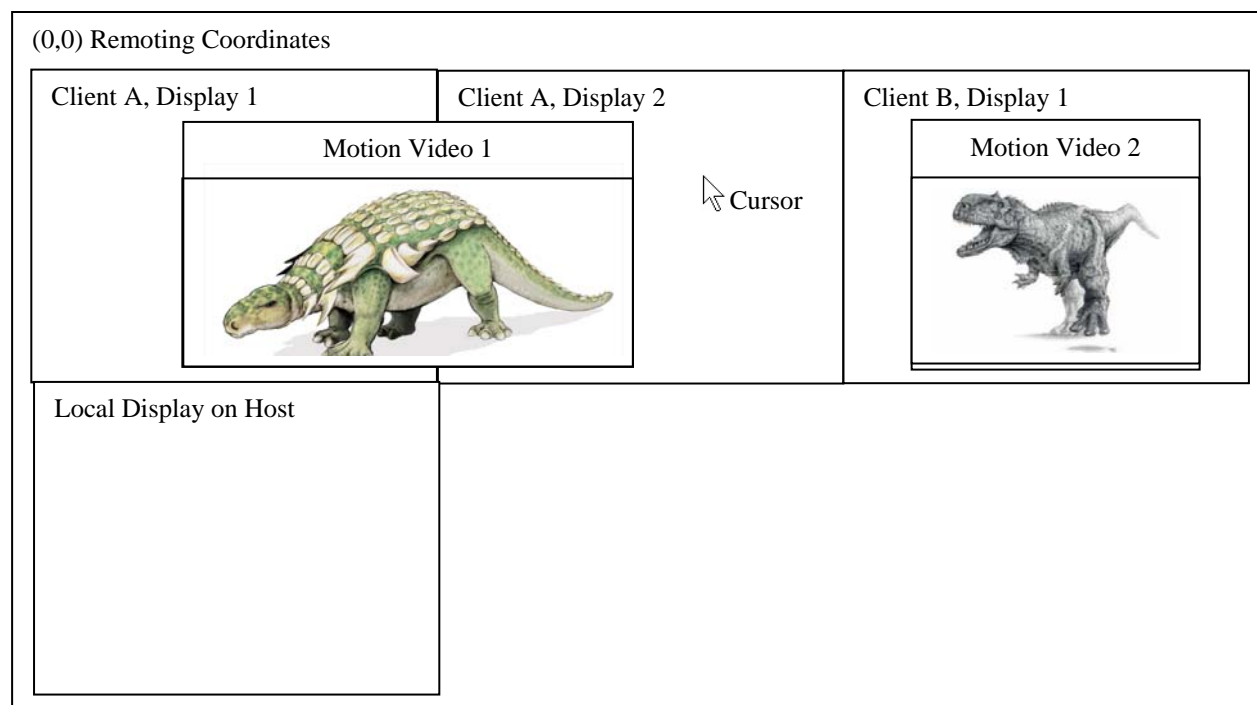 (0,0) Remoting Coordinates
Client A, Display 1
Client A, Display 2
Client B, Display 1
Motion Video 1
Motion Video 2
Cursor
Local Display on Host